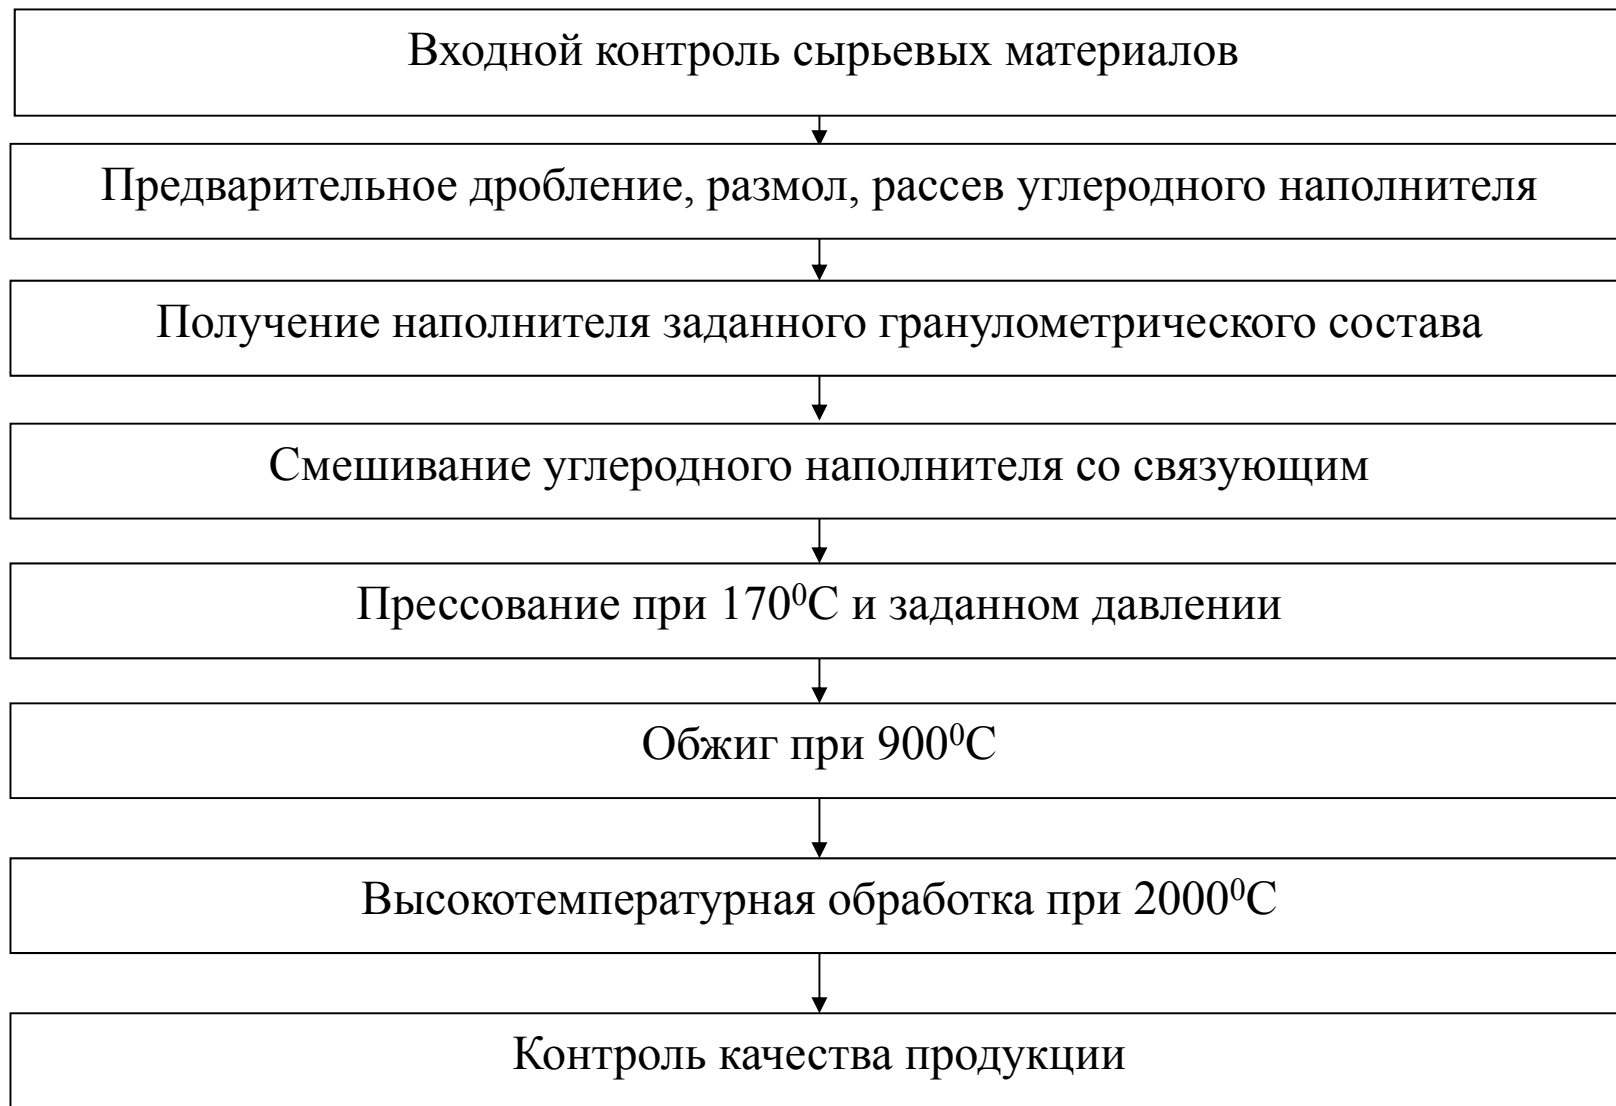 Входной контроль сырьевых материалов
Предварительное дробление, размол, рассев углеродного наполнителя
Получение наполнителя заданного гранулометрического состава
Смешивание углеродного наполнителя со связующим
Прессование при 170⁰С и заданном давлении
Обжиг при 900⁰С
Высокотемпературная обработка при 2000⁰С
Контроль качества продукции